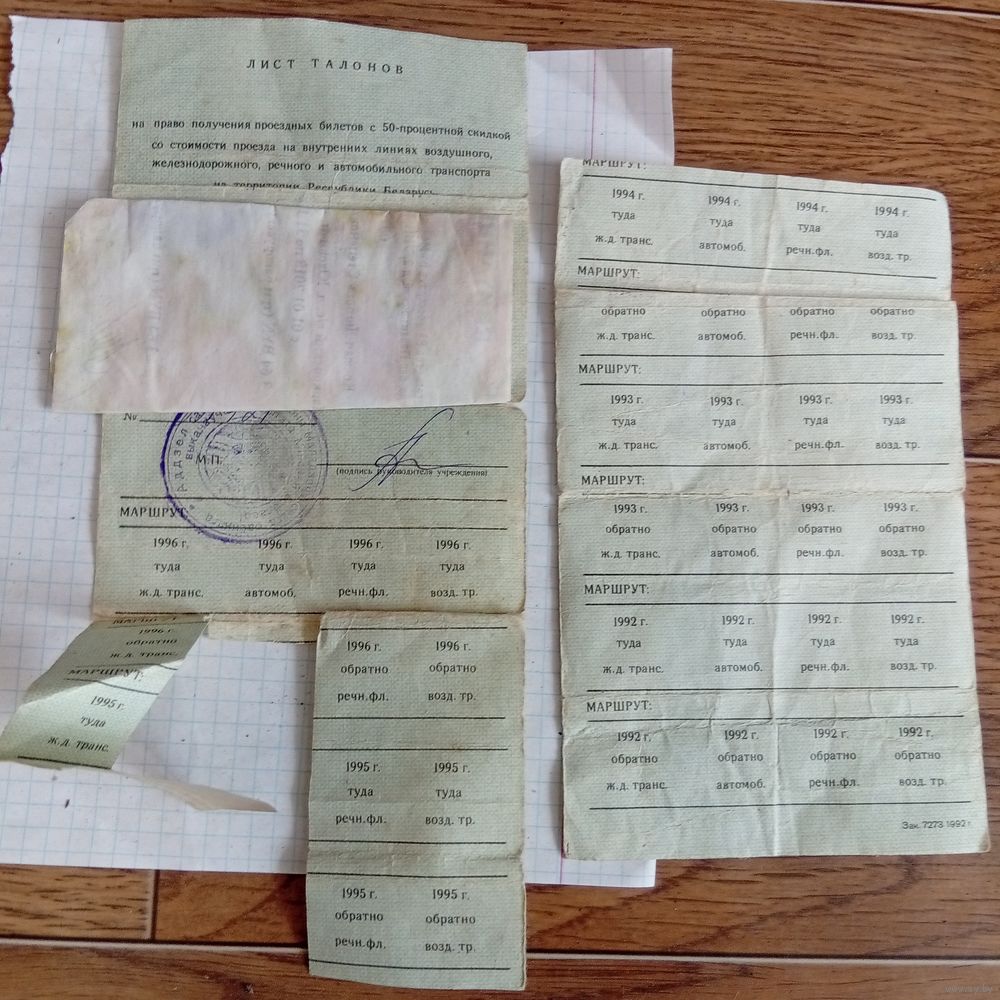 ЛИСТ ТАЛОНОВ
на право получения проездных билетов с 50-процентной скидкой
со стоимости проезда на внутренних линиях воздушного,
железнодорожного, речного и автомобильного транспорта
на территории Республики Беларусь
№
М.П.
(подпись руководителя учреждения)
МАРШРУТ:
1996 г. 1996 г. 1996 г. 1996 г.
туда туда туда туда
ж.д. транс. автомоб. речн.фл. возд. тр.
МАРШРУТ:
1996 г.
обратно
ж.д. транс.
МАРШРУТ:
1995 г.
туда
ж.д. транс.
1996 г. 1996 г.
обратно обратно
речн.фл. возд. тр.
1995 г. 1995 г.
туда туда
речн.фл. возд. тр.
1995 г. 1995 г.
обратно обратно
речн.фл. возд. тр.
МАРШРУТ:
1994 г. 1994 г. 1994 г. 1994 г.
туда туда туда туда
ж.д. транс. автомоб. речн.фл. возд. тр.
МАРШРУТ:
обратно обратно обратно обратно
ж.д. транс. автомоб. речн.фл. возд. тр.
МАРШРУТ:
1993 г. 1993 г. 1993 г. 1993 г.
туда туда туда туда
ж.д. транс. автомоб. речн.фл. возд. тр.
МАРШРУТ:
1993 г. 1993 г. 1993 г. 1993 г.
обратно обратно обратно обратно
ж.д. транс. автомоб. речн.фл. возд. тр.
МАРШРУТ:
1992 г. 1992 г. 1992 г. 1992 г.
туда туда туда туда
ж.д. транс. автомоб. речн.фл. возд. тр.
МАРШРУТ:
1992 г. 1992 г. 1992 г. 1992 г.
обратно обратно обратно обратно
ж.д. транс. автомоб. речн.фл. возд. тр.
Зак. 7273 1992 г.